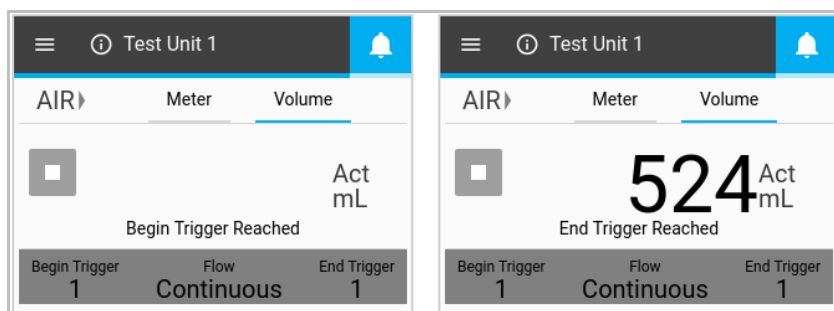 Test Unit 1
AIR Meter Volume
Act
mL
Begin Trigger Reached
Begin Trigger Flow End Trigger
1 Continuous 1
Test Unit 1
AIR Meter Volume
524 Act
mL
End Trigger Reached
Begin Trigger Flow End Trigger
1 Continuous 1